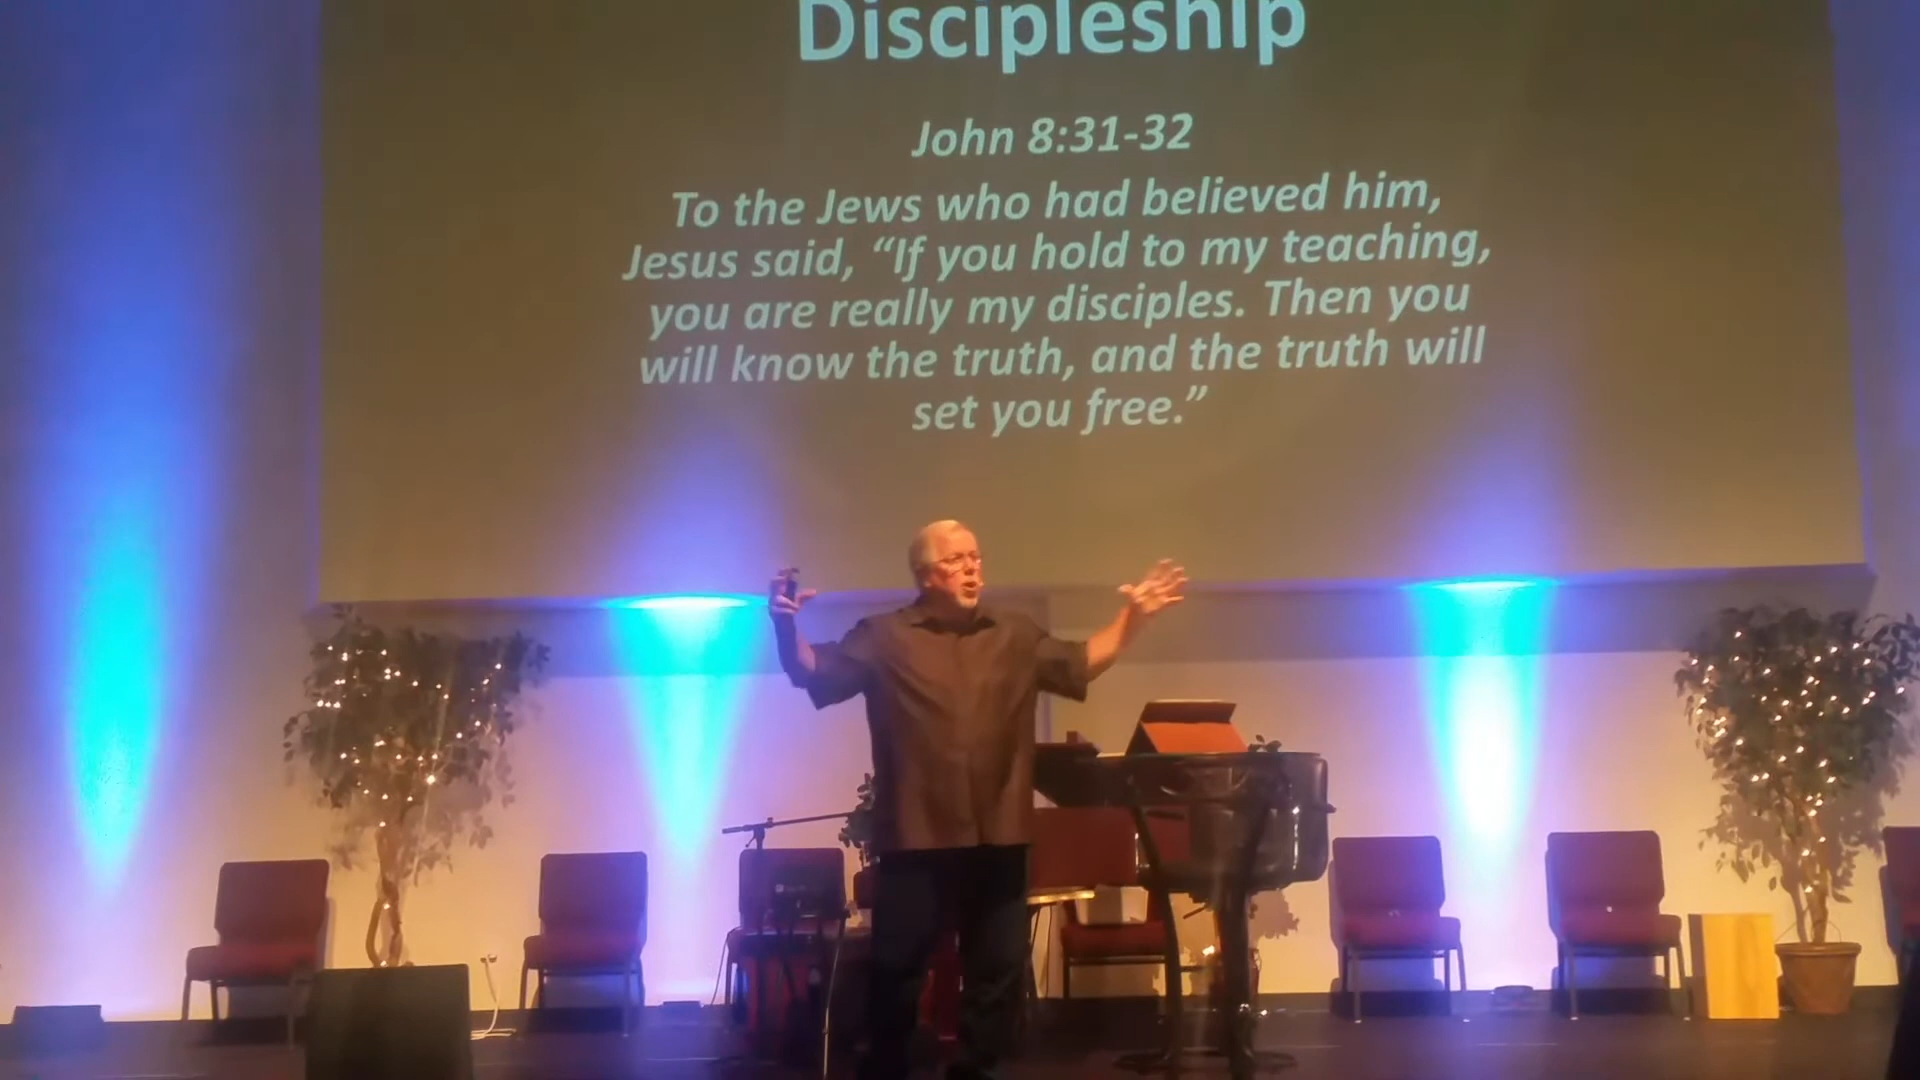 Discipleship
John 8:31-32
To the Jews who had believed him,
Jesus said, “If you hold to my teaching,
you are really my disciples. Then you
will know the truth, and the truth will
set you free.”